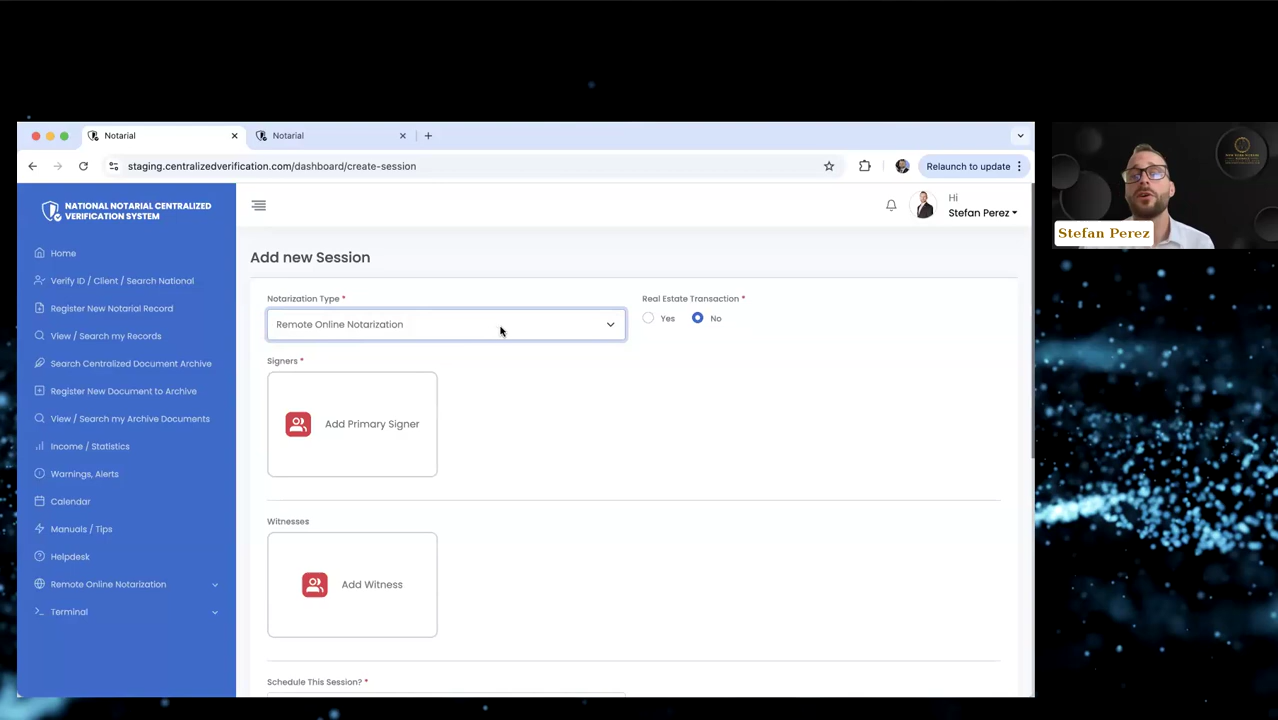 Notarial
Notarial
staging.centralizedverification.com/dashboard/create-session
Relaunch to update
NATIONAL NOTARIAL CENTRALIZED
VERIFICATION SYSTEM
Hi
Stefan Perez
Home
Verify ID / Client / Search National
Register New Notarial Record
View / Search my Records
Search Centralized Document Archive
Register New Document to Archive
View / Search my Archive Documents
Income / Statistics
Warnings, Alerts
Calendar
Manuals / Tips
Helpdesk
Remote Online Notarization
Terminal
Add new Session
Notarization Type *
Real Estate Transaction *
Remote Online Notarization
Yes
No
Signers *
Add Primary Signer
Witnesses
Add Witness
Schedule This Session? *
Stefan Perez